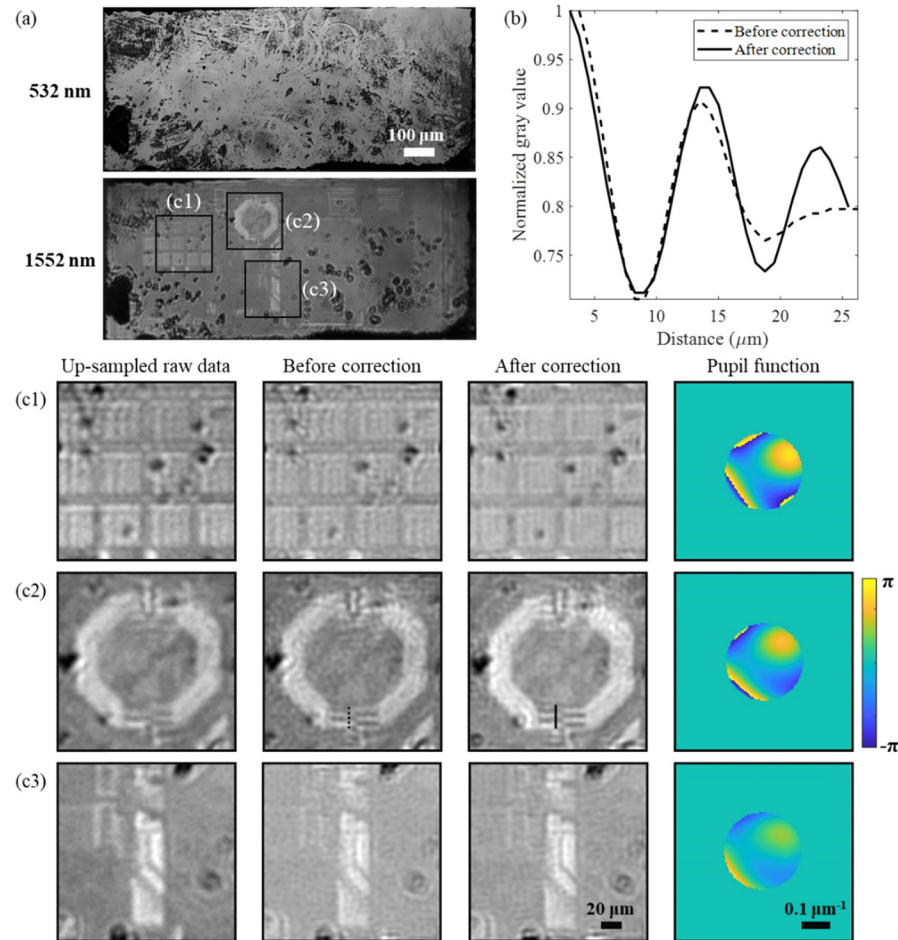 (a)
532 nm
100 μm
1552 nm
(c1)
(c2)
(c3)
(b)
Normalized gray value
1
0.95
0.9
0.85
0.8
0.75
5
10
15
20
25
Distance (μm)
Before correction
After correction
Up-sampled raw data
Before correction
After correction
Pupil function
(c1)
(c2)
π
-π
(c3)
20 μm
0.1 μm⁻¹